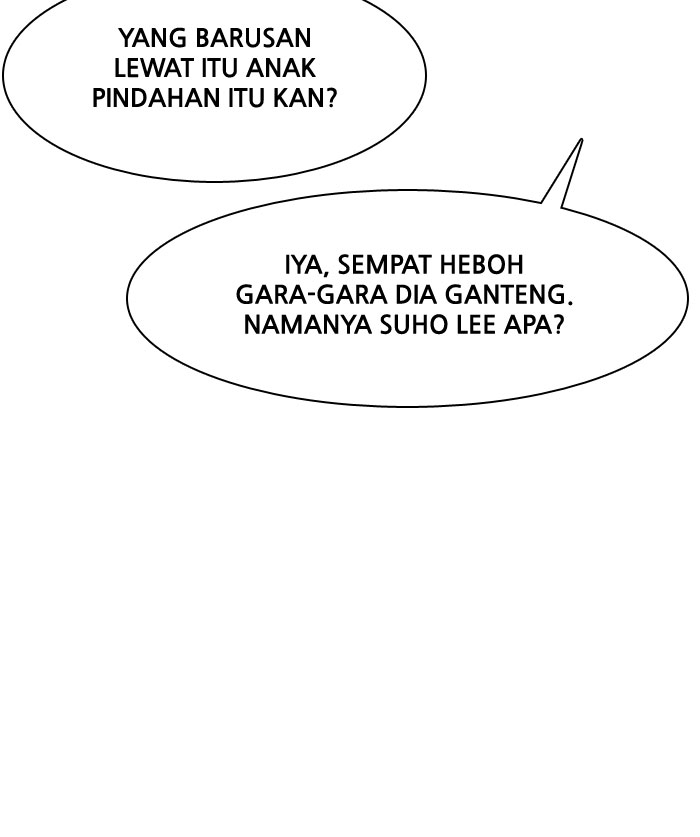 YANG BARUSAN
LEWAT ITU ANAK
PINDAHAN ITU KAN?
IYA, SEMPAT HEBOH
GARA-GARA DIA GANTENG.
NAMANYA SUHO LEE APA?